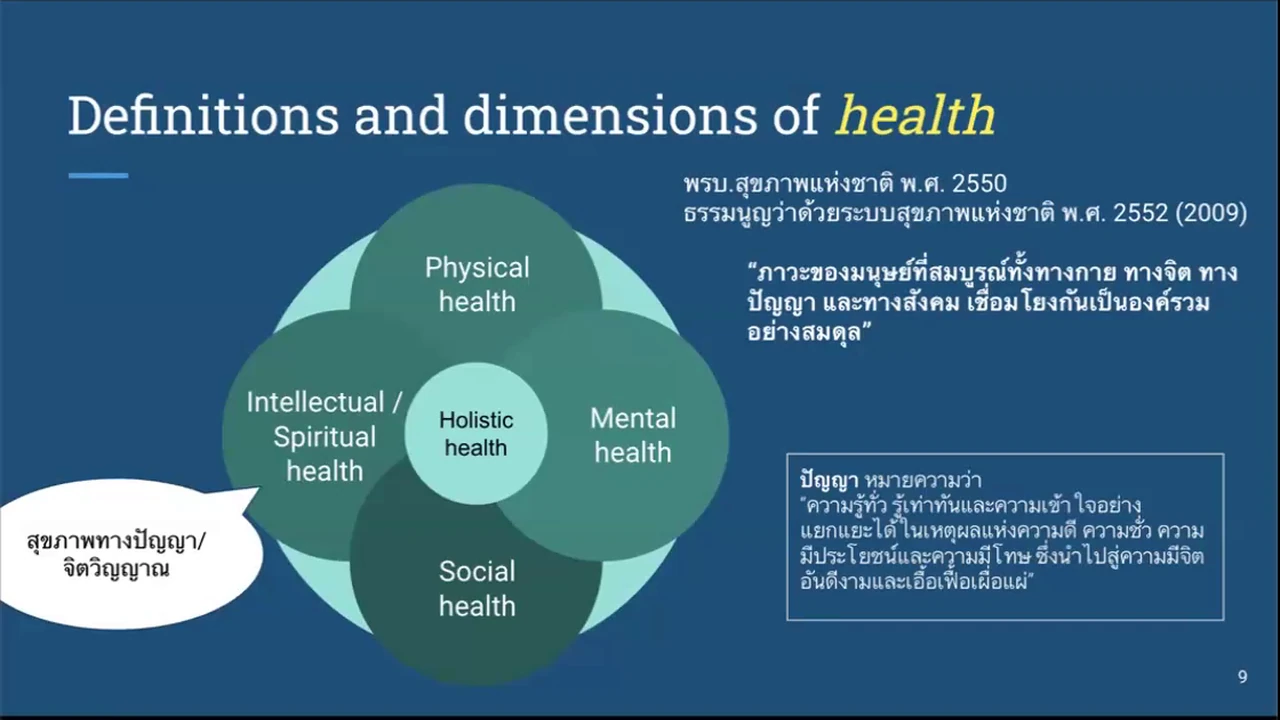 Definitions and dimensions of health
พรบ.สุขภาพแห่งชาติ พ.ศ. 2550
ธรรมนูญว่าด้วยระบบสุขภาพแห่งชาติ พ.ศ. 2552 (2009)
“ภาวะของมนุษย์ที่สมบูรณ์ทั้งทางกาย ทางจิต ทาง
ปัญญา และทางสังคม เชื่อมโยงกันเป็นองค์รวม
อย่างสมดุล”
Physical
health
Intellectual /
Spiritual
health
Holistic
health
Mental
health
Social
health
สุขภาพทางปัญญา/
จิตวิญญาณ
ปัญญา หมายความว่า
“ความรู้ทั่ว รู้เท่าทันและความเข้าใจอย่าง
แยกแยะได้ ในเหตุผลแห่งความดี ความชั่ว ความ
มีประโยชน์และความมีโทษ ซึ่งนำไปสู่ความมีจิต
อันดีงามและเอื้อเฟื้อเผื่อแผ่”
9